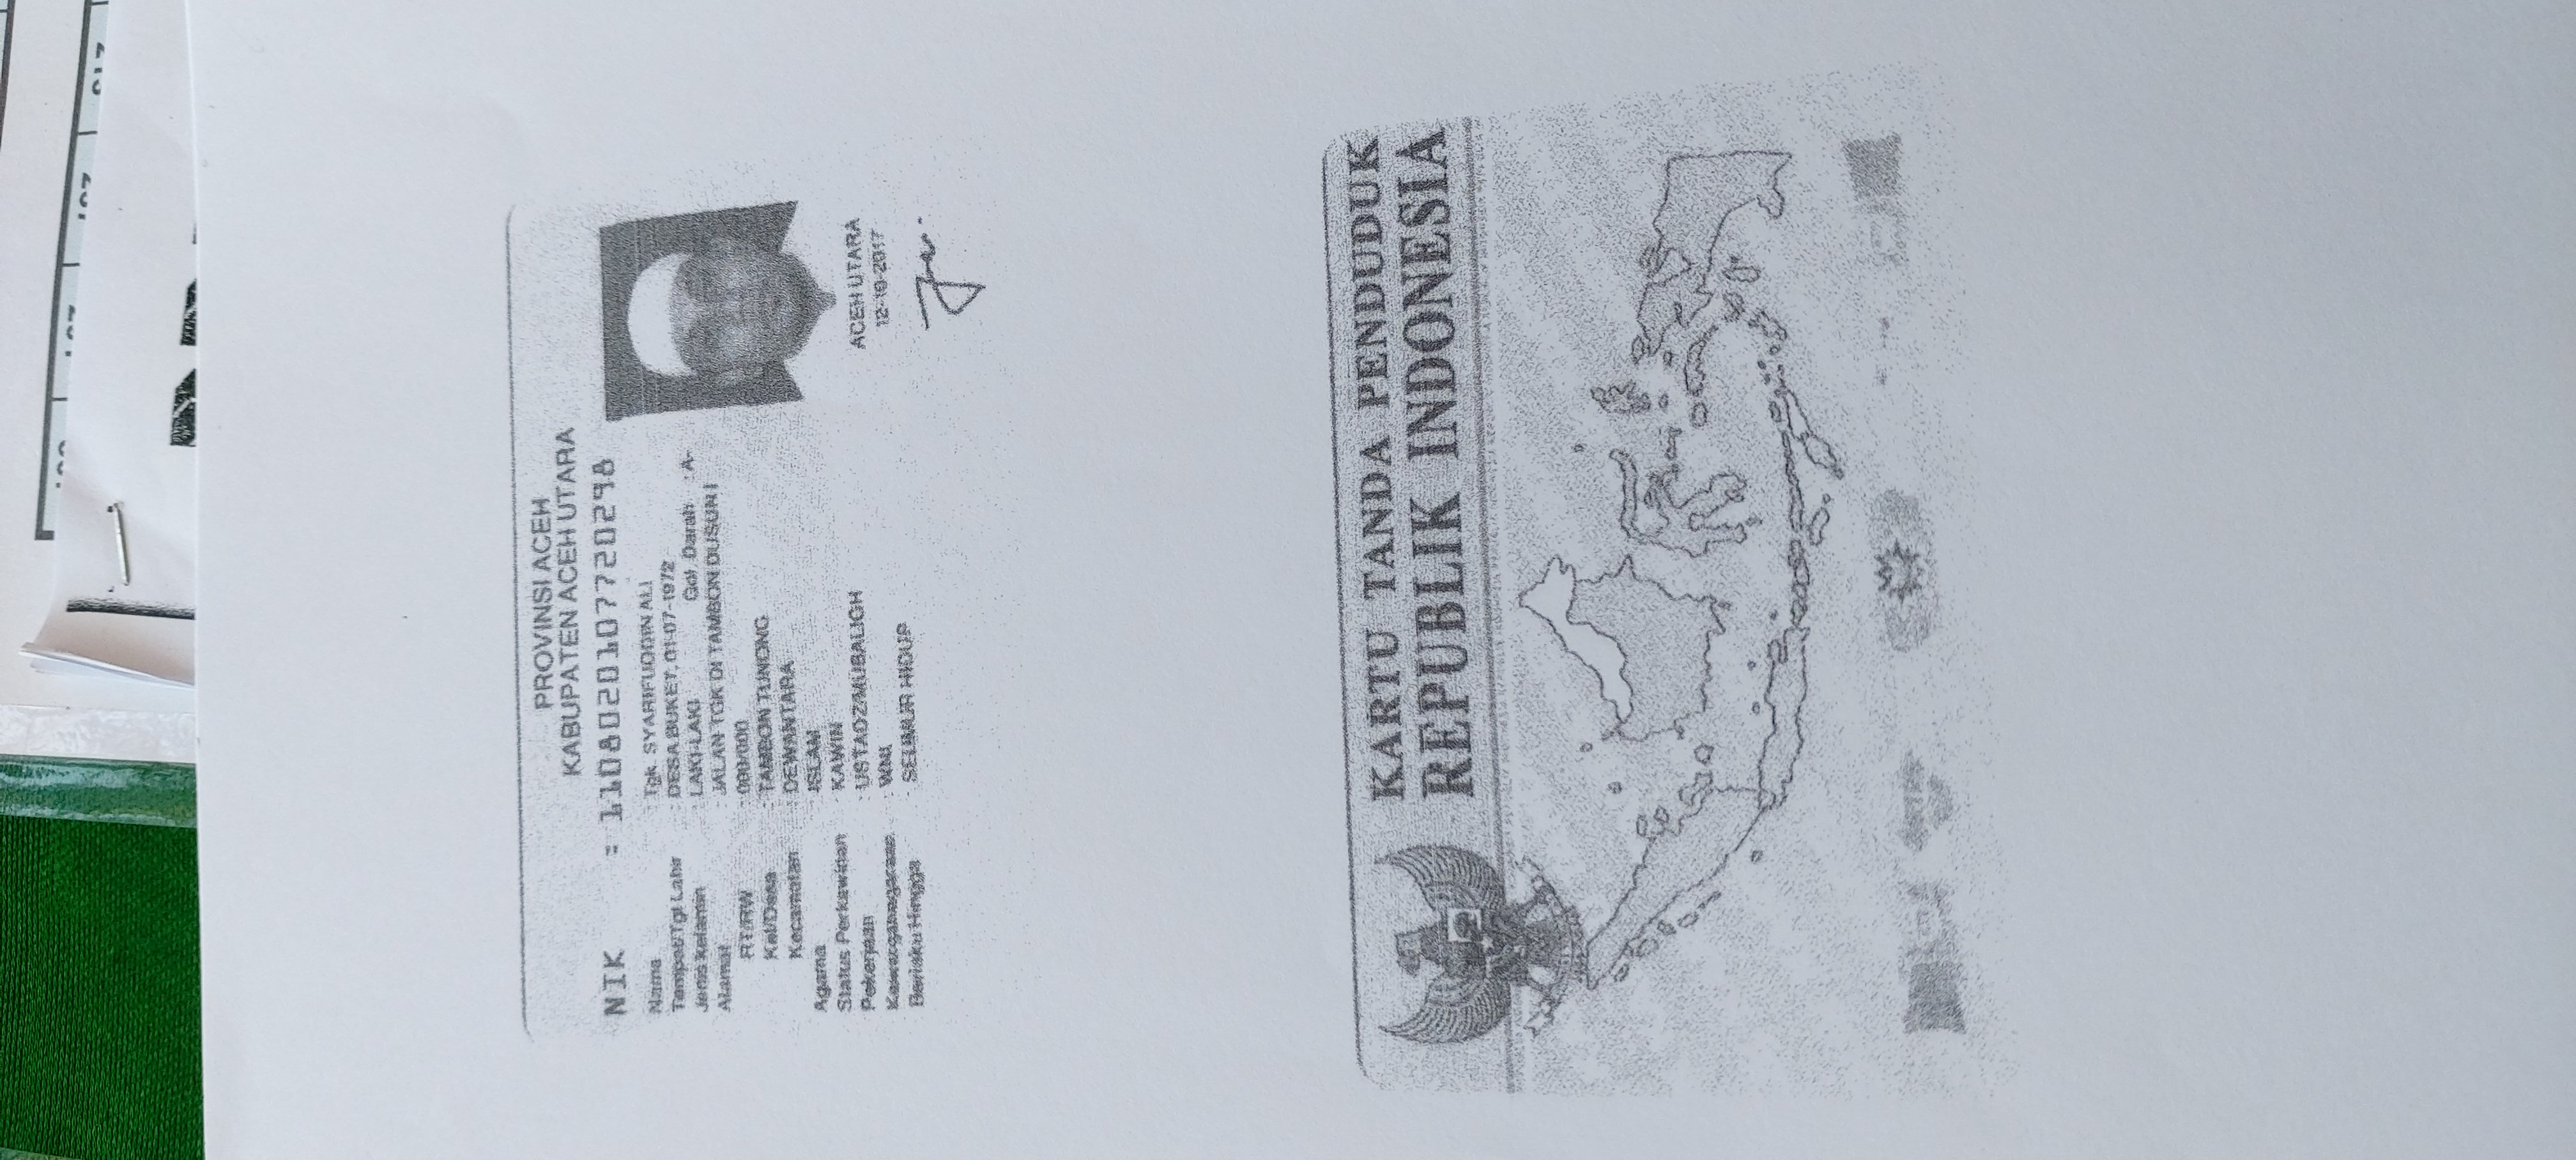 PROVINSI ACEH
KABUPATEN ACEH UTARA
NIK : 1108020107720298
Nama : Tgk. SYARIFUDDIN ALI
Tempat/Tgl Lahir : DESA BUKET, 01-07-1972
Jenis kelamin : LAKI-LAKI Gol. Darah : A-
Alamat : JALAN TGK DI TAMBON DUSUN I
RT/RW : 000/000
Kel/Desa : TAMBON TUNONG
Kecamatan : DEWANTARA
Agama : ISLAM
Status Perkawinan : KAWIN
Pekerjaan : USTADZ/MUBALIGH
Kewarganegaraan : WNI
Berlaku Hingga : SEUMUR HIDUP
ACEH UTARA
12-10-2017
KARTU TANDA PENDUDUK
REPUBLIK INDONESIA